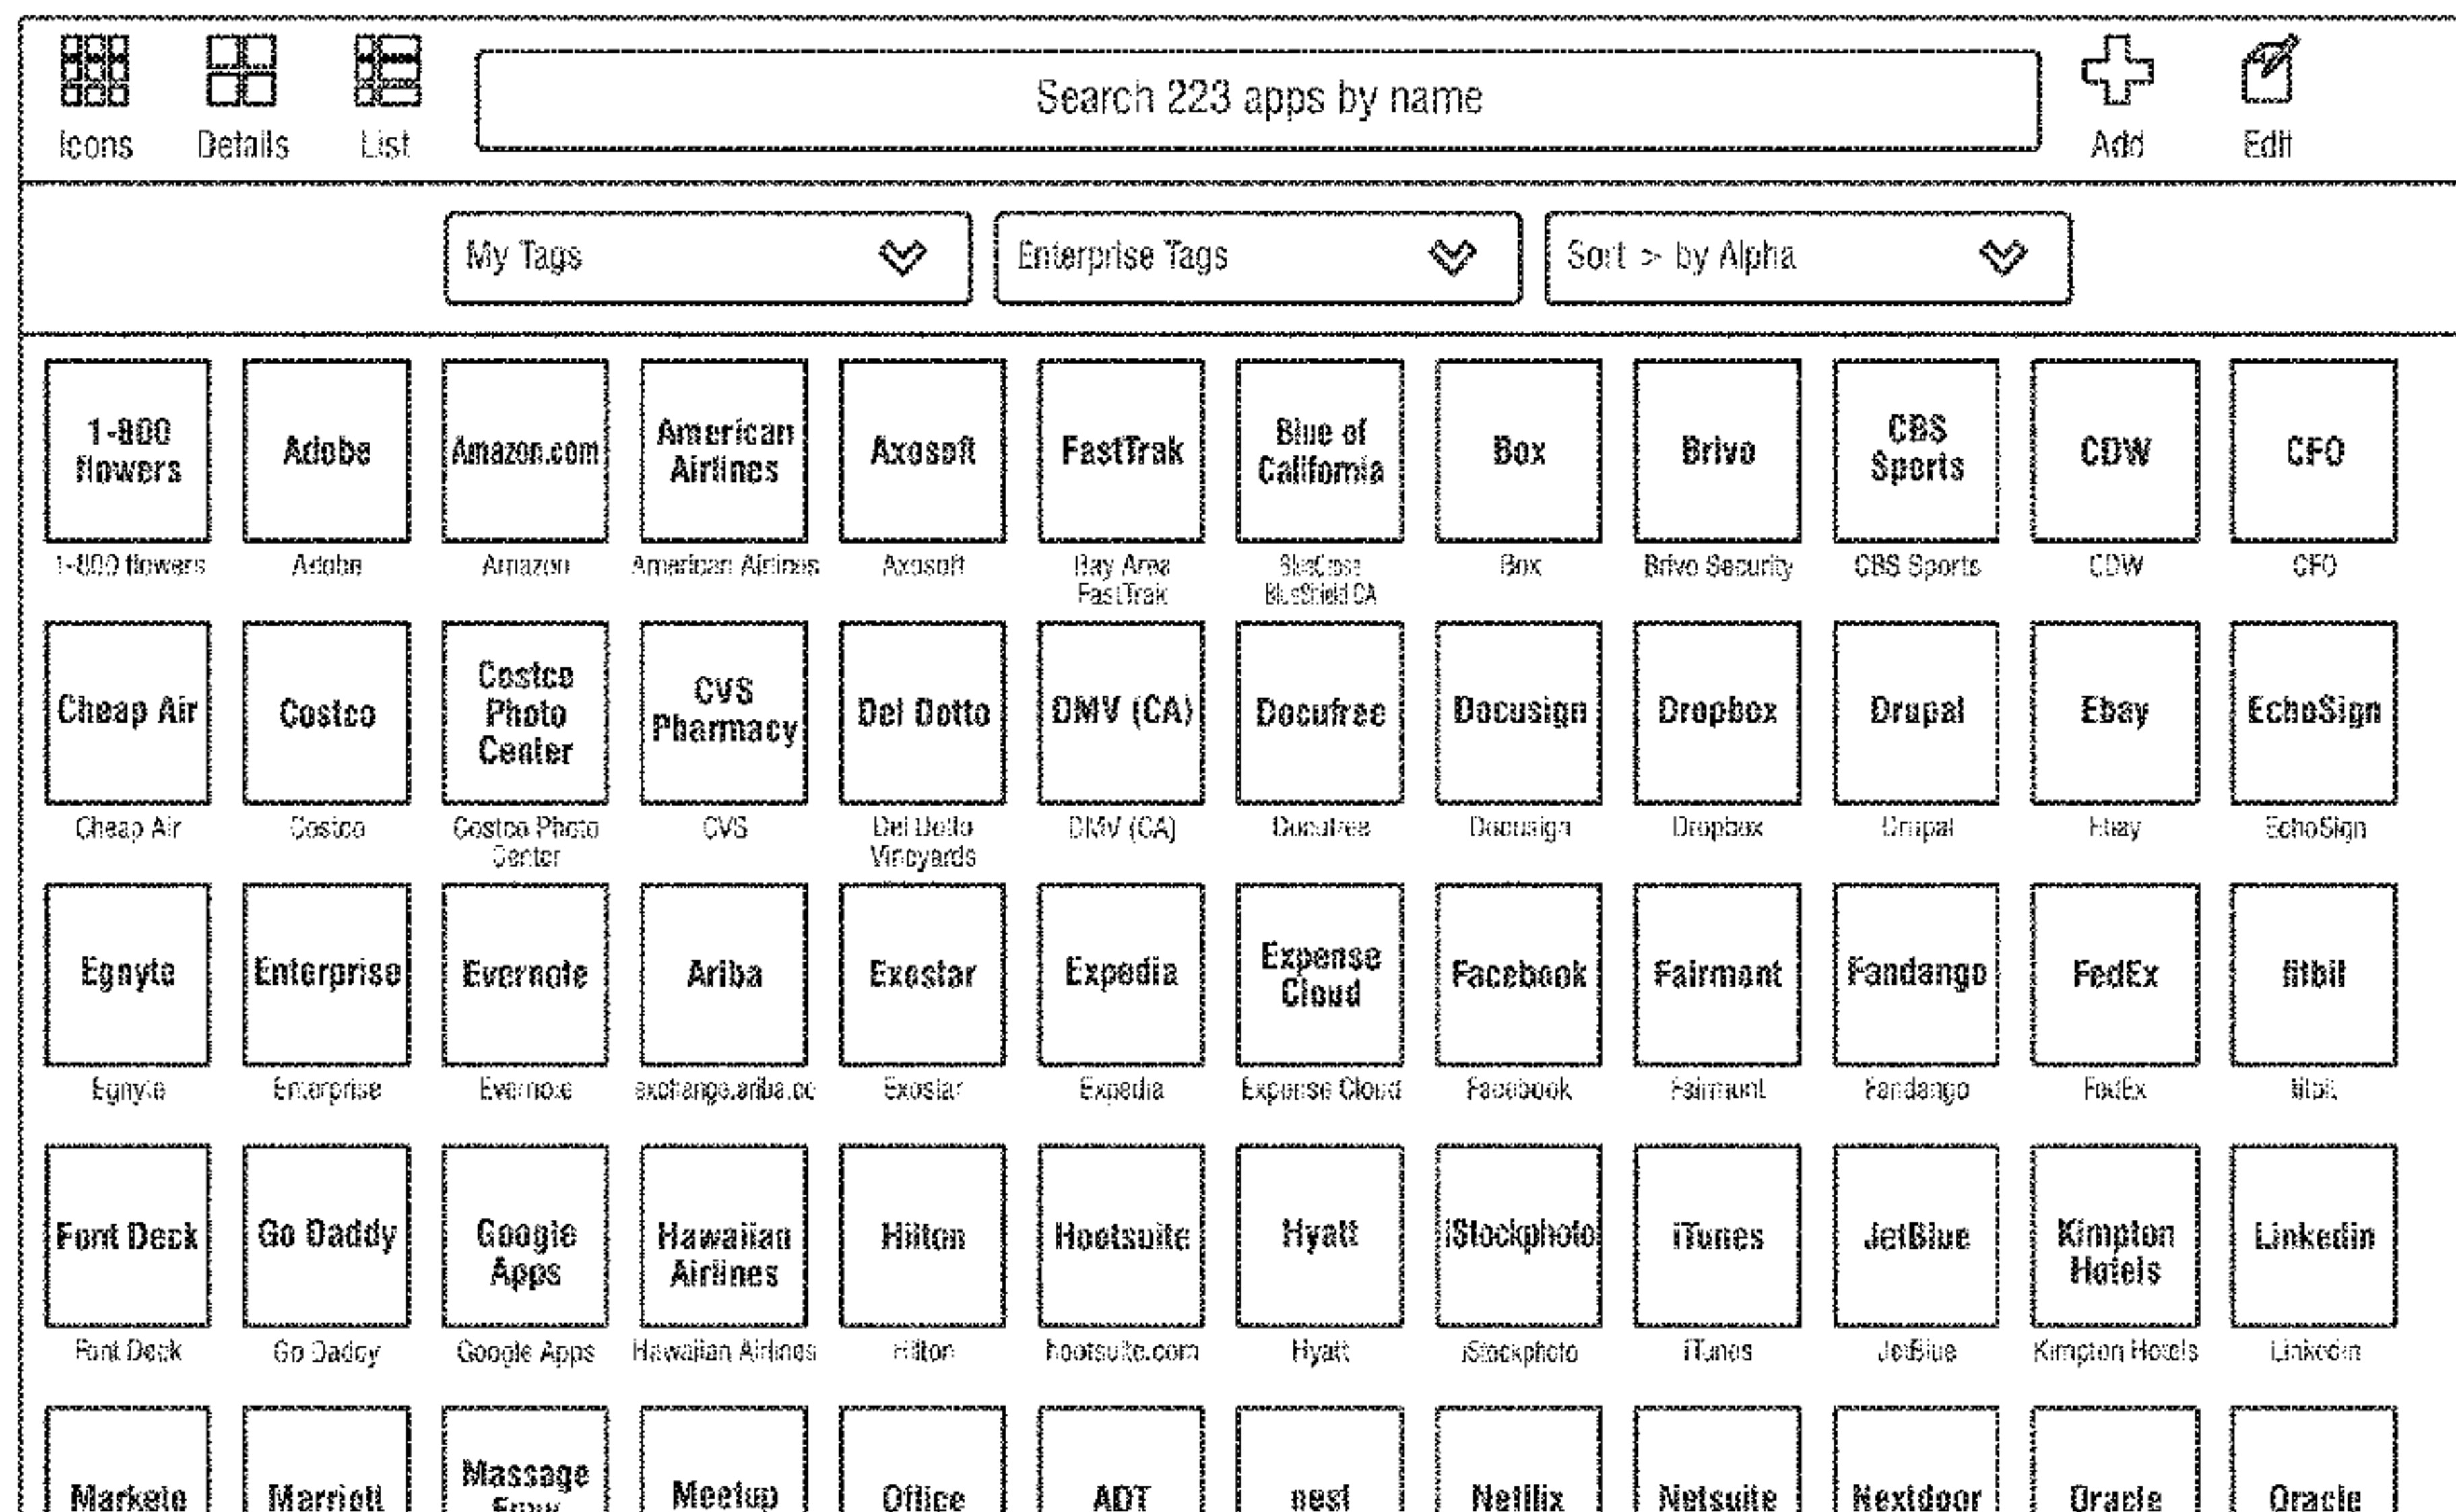 Search 223 apps by name
Icons Details List Add Edit
My Tags Enterprise Tags Sort > by Alpha
1-800 flowers Adobe Amazon.com American Airlines Axosoft FastTrak Blue of California Box Brivo CBS Sports CDW CFO
1-800 flowers Adobe Amazon American Airlines Axosoft Bay Area FastTrak BlueCross BlueShield CA Box Brivo Security CBS Sports CDW CFO
Cheap Air Costco Costco Photo Center CVS Pharmacy Del Dotto DMV (CA) Docufree Docusign Dropbox Drupal Ebay EchoSign
Cheap Air Costco Costco Photo Center CVS Del Dotto Vineyards DMV (CA) Docufree Docusign Dropbox Drupal Ebay EchoSign
Egnyte Enterprise Evernote Ariba Exostar Expedia Expense Cloud Facebook Fairmont Fandango FedEx fitbit
Egnyte Enterprise Evernote exchange.ariba.co Exostar Expedia Expense Cloud Facebook Fairmont Fandango FedEx fitbit
Font Deck Go Daddy Google Apps Hawaiian Airlines Hilton Hootsuite Hyatt iStockphoto iTunes JetBlue Kimpton Hotels Linkedin
Font Deck Go Daddy Google Apps Hawaiian Airlines Hilton hootsuite.com Hyatt iStockphoto iTunes JetBlue Kimpton Hotels Linkedin
Marketo Marriott Massage Meetup Office ADT nest Netflix Netsuite Nextdoor Oracle Oracle